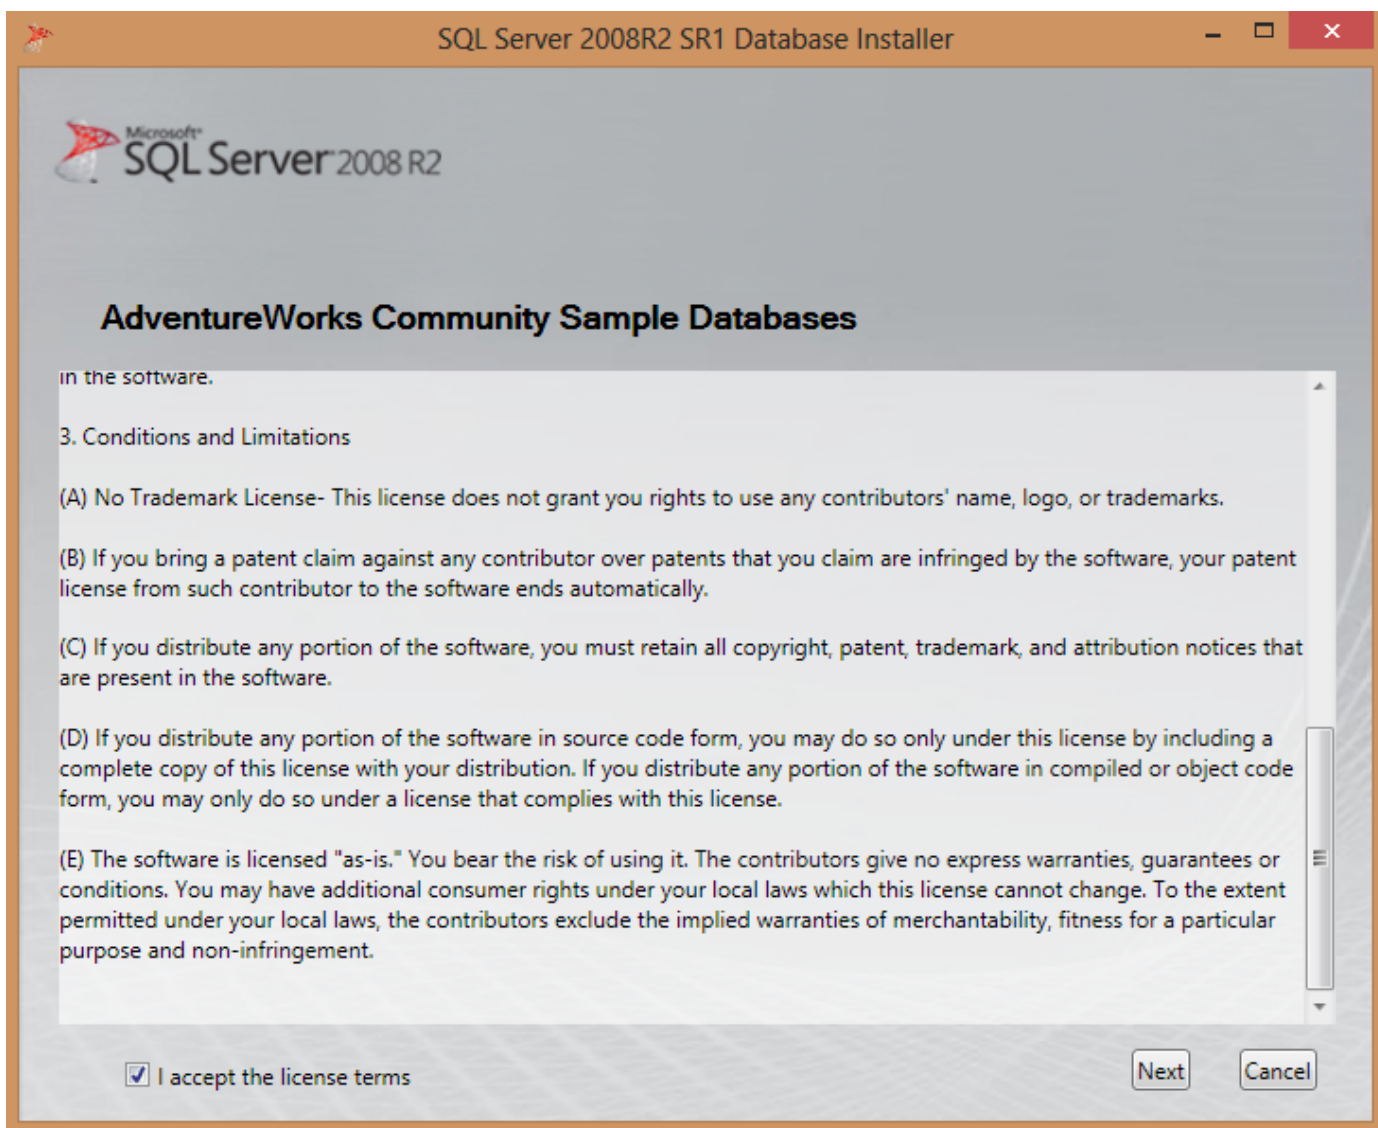 SQL Server 2008R2 SR1 Database Installer
Microsoft®
SQL Server 2008 R2
AdventureWorks Community Sample Databases
in the software.
3. Conditions and Limitations
(A) No Trademark License- This license does not grant you rights to use any contributors' name, logo, or trademarks.
(B) If you bring a patent claim against any contributor over patents that you claim are infringed by the software, your patent
license from such contributor to the software ends automatically.
(C) If you distribute any portion of the software, you must retain all copyright, patent, trademark, and attribution notices that
are present in the software.
(D) If you distribute any portion of the software in source code form, you may do so only under this license by including a
complete copy of this license with your distribution. If you distribute any portion of the software in compiled or object code
form, you may only do so under a license that complies with this license.
(E) The software is licensed "as-is." You bear the risk of using it. The contributors give no express warranties, guarantees or
conditions. You may have additional consumer rights under your local laws which this license cannot change. To the extent
permitted under your local laws, the contributors exclude the implied warranties of merchantability, fitness for a particular
purpose and non-infringement.
I accept the license terms
Next
Cancel